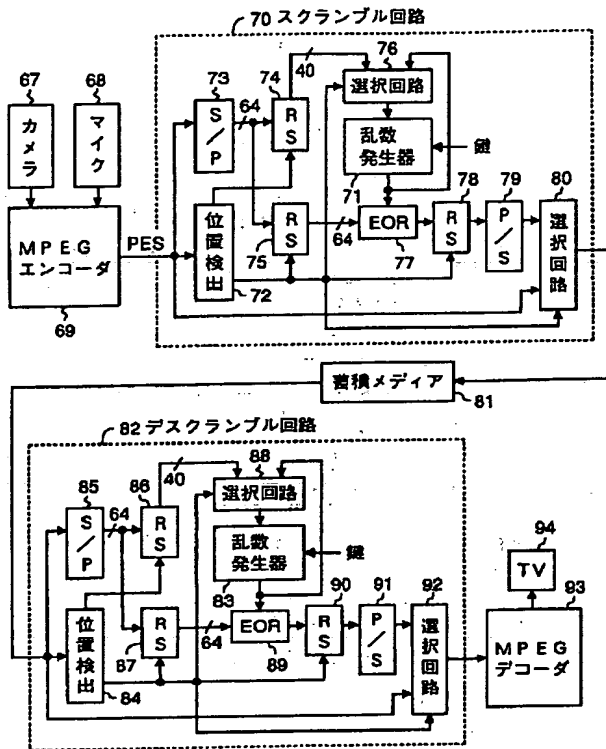 70 スクランブル回路
40
76
選択回路
67
カメラ
68
マイク
73
S/P
64
74
RS
乱数発生器
71
鍵
78
79
80
MPEG
エンコーダ
69
PES
位置検出
72
RS
75
64
EOR
77
RS
P/S
選択回路
蓄積メディア
81
82 デスクランブル回路
40
88
選択回路
85
S/P
64
86
RS
乱数発生器
83
鍵
90
91
92
94
TV
93
位置検出
84
RS
87
64
EOR
89
RS
P/S
選択回路
MPEG
デコーダ